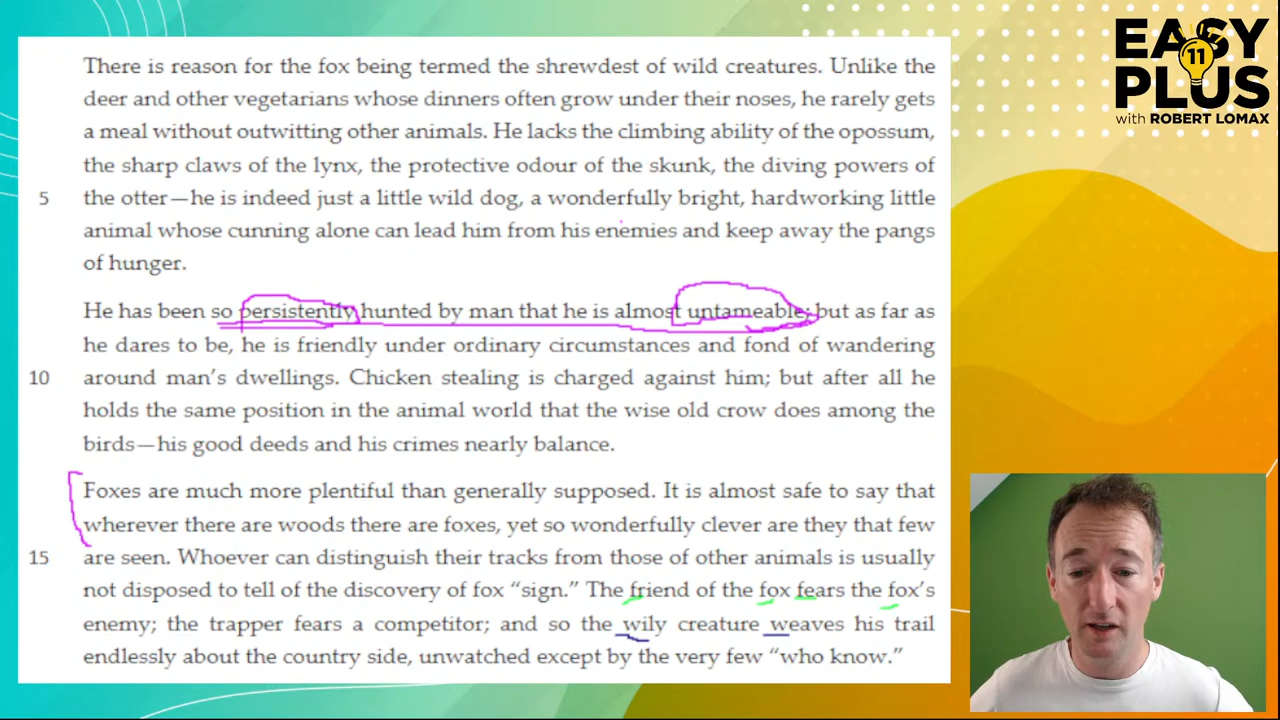 EASY
11
PLUS
with ROBERT LOMAX
There is reason for the fox being termed the shrewdest of wild creatures. Unlike the
deer and other vegetarians whose dinners often grow under their noses, he rarely gets
a meal without outwitting other animals. He lacks the climbing ability of the opossum,
the sharp claws of the lynx, the protective odour of the skunk, the diving powers of
5 the otter—he is indeed just a little wild dog, a wonderfully bright, hardworking little
animal whose cunning alone can lead him from his enemies and keep away the pangs
of hunger.
He has been so persistently hunted by man that he is almost untameable; but as far as
he dares to be, he is friendly under ordinary circumstances and fond of wandering
10 around man's dwellings. Chicken stealing is charged against him; but after all he
holds the same position in the animal world that the wise old crow does among the
birds—his good deeds and his crimes nearly balance.
Foxes are much more plentiful than generally supposed. It is almost safe to say that
wherever there are woods there are foxes, yet so wonderfully clever are they that few
15 are seen. Whoever can distinguish their tracks from those of other animals is usually
not disposed to tell of the discovery of fox "sign." The friend of the fox fears the fox's
enemy; the trapper fears a competitor; and so the wily creature weaves his trail
endlessly about the country side, unwatched except by the very few "who know."